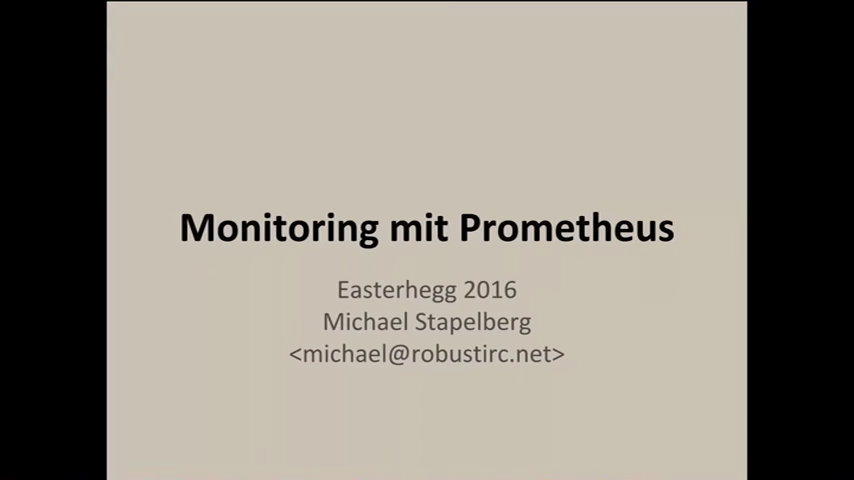 Monitoring mit Prometheus
Easterhegg 2016
Michael Stapelberg
<michael@robustirc.net>